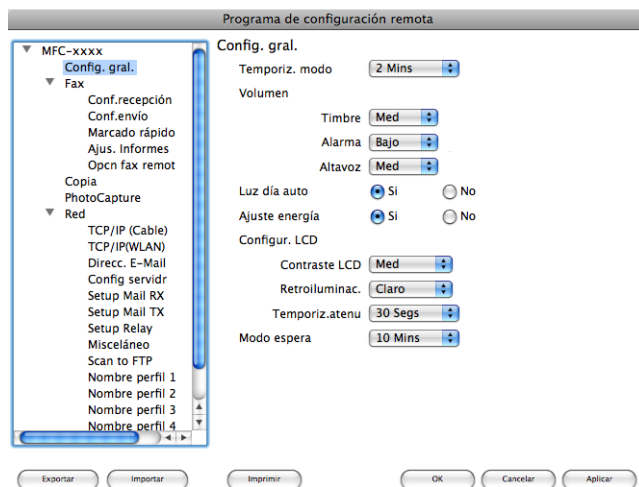 Programa de configuración remota
MFC-xxxx
Config. gral.
Fax
Conf.recepción
Conf.envío
Marcado rápido
Ajus. Informes
Opcn fax remot
Copia
PhotoCapture
Red
TCP/IP (Cable)
TCP/IP(WLAN)
Direcc. E-Mail
Config servidr
Setup Mail RX
Setup Mail TX
Setup Relay
Misceláneo
Scan to FTP
Nombre perfil 1
Nombre perfil 2
Nombre perfil 3
Nombre perfil 4
Config. gral.
Temporiz. modo 2 Mins
Volumen
Timbre Med
Alarma Bajo
Altavoz Med
Luz día auto Si No
Ajuste energía Si No
Configur. LCD
Contraste LCD Med
Retroiluminac. Claro
Temporiz.atenu 30 Segs
Modo espera 10 Mins
Exportar Importar Imprimir OK Cancelar Aplicar